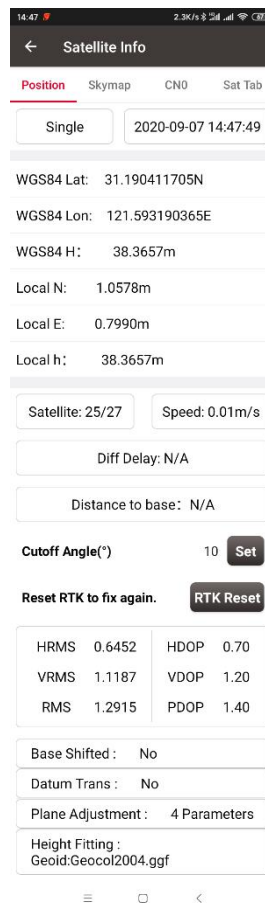 14:47 2.3K/s 67
Satellite Info
Position Skymap CN0 Sat Tab
Single 2020-09-07 14:47:49
WGS84 Lat: 31.190411705N
WGS84 Lon: 121.593190365E
WGS84 H: 38.3657m
Local N: 1.0578m
Local E: 0.7990m
Local h: 38.3657m
Satellite: 25/27 Speed: 0.01m/s
Diff Delay: N/A
Distance to base: N/A
Cutoff Angle(°) 10 Set
Reset RTK to fix again. RTK Reset
HRMS 0.6452 HDOP 0.70
VRMS 1.1187 VDOP 1.20
RMS 1.2915 PDOP 1.40
Base Shifted : No
Datum Trans : No
Plane Adjustment : 4 Parameters
Height Fitting :
Geoid:Geocol2004.ggf